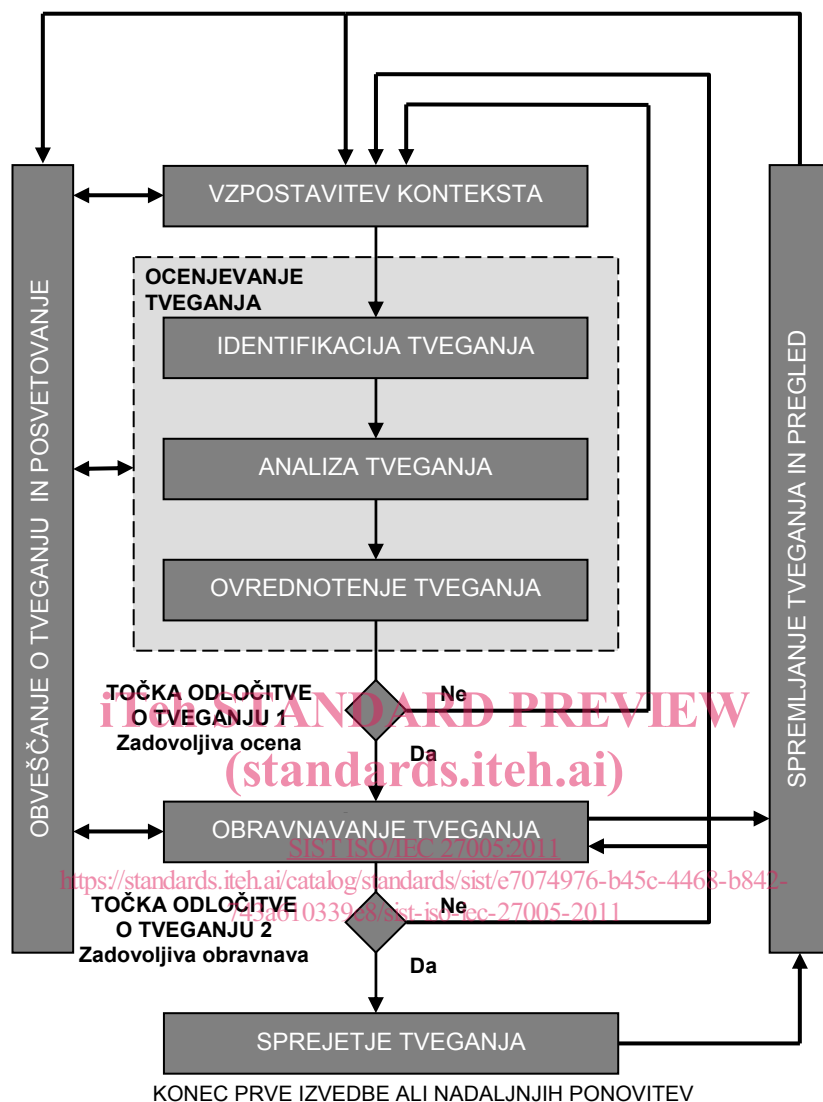 VZPOSTAVITEV KONTEKSTA
OCENJEVANJE
TVEGANJA
IDENTIFIKACIJA TVEGANJA
ANALIZA TVEGANJA
OVREDNOTENJE TVEGANJA
OBVEŠČANJE O TVEGANJU IN POSVETOVANJE
SPREMLJANJE TVEGANJA IN PREGLED
TOČKA ODLOČITVE
O TVEGANJU 1
Zadovoljiva ocena
Ne
Da
iTeh STANDARD PREVIEW
(standards.iteh.ai)
OBRAVNAVANJE TVEGANJA
SIST ISO/IEC 27005:2011
https://standards.iteh.ai/catalog/standards/sist/e7074976-b45c-4468-b842-
743a610339e8/sist-iso-iec-27005-2011
TOČKA ODLOČITVE
O TVEGANJU 2
Zadovoljiva obravnava
Ne
Da
SPREJETJE TVEGANJA
KONEC PRVE IZVEDBE ALI NADALJNJIH PONOVITEV